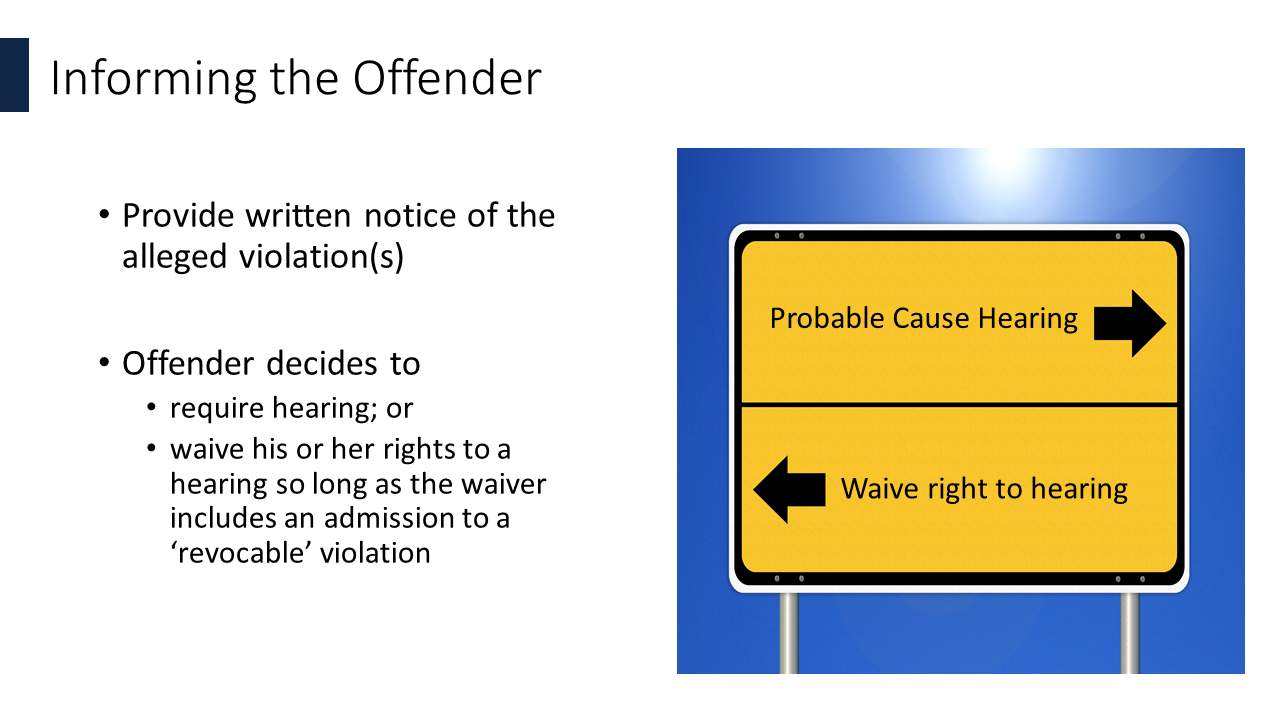 Informing the Offender
• Provide written notice of the
alleged violation(s)
• Offender decides to
• require hearing; or
• waive his or her rights to a
hearing so long as the waiver
includes an admission to a
‘revocable’ violation
Probable Cause Hearing
Waive right to hearing